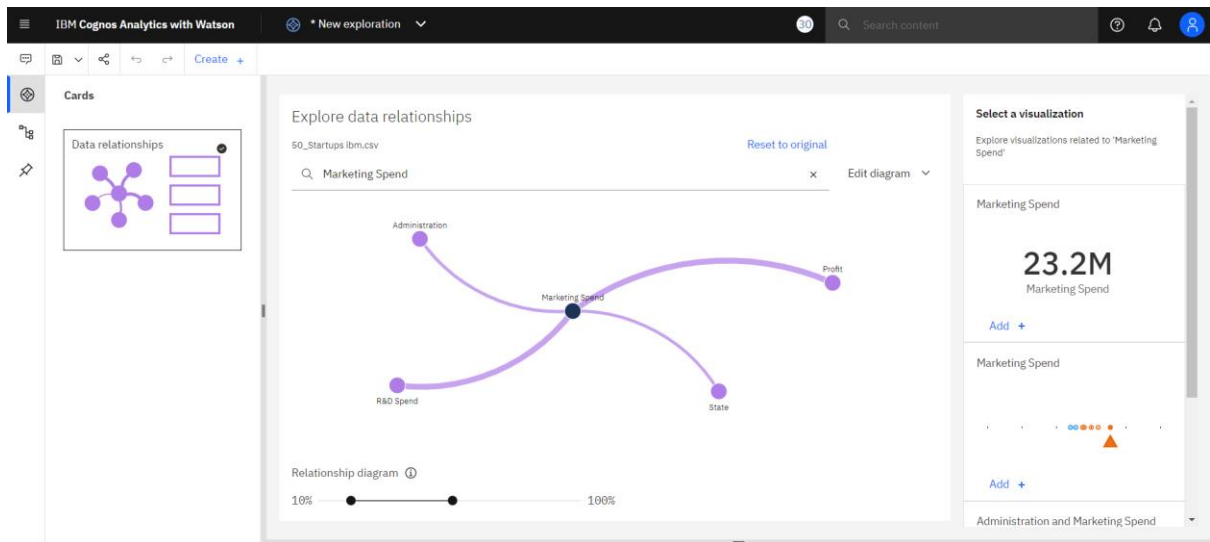 IBM Cognos Analytics with Watson
* New exploration
30
Search content
Create +
Cards
Data relationships
Explore data relationships
50_Startups ibm.csv
Reset to original
Marketing Spend
Edit diagram
Administration
Profit
Marketing Spend
R&D Spend
State
Relationship diagram
10%
100%
Select a visualization
Explore visualizations related to 'Marketing
Spend'
Marketing Spend
23.2M
Marketing Spend
Add +
Marketing Spend
Add +
Administration and Marketing Spend